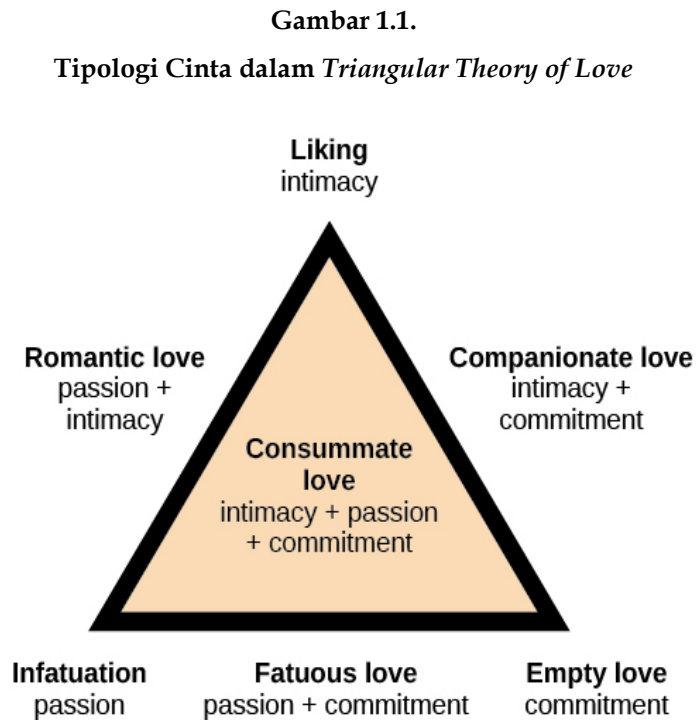 Gambar 1.1.
Tipologi Cinta dalam Triangular Theory of Love
Liking
intimacy
Romantic love
passion +
intimacy
Companionate love
intimacy +
commitment
Consummate
love
intimacy + passion
+ commitment
Infatuation
passion
Fatuous love
passion + commitment
Empty love
commitment